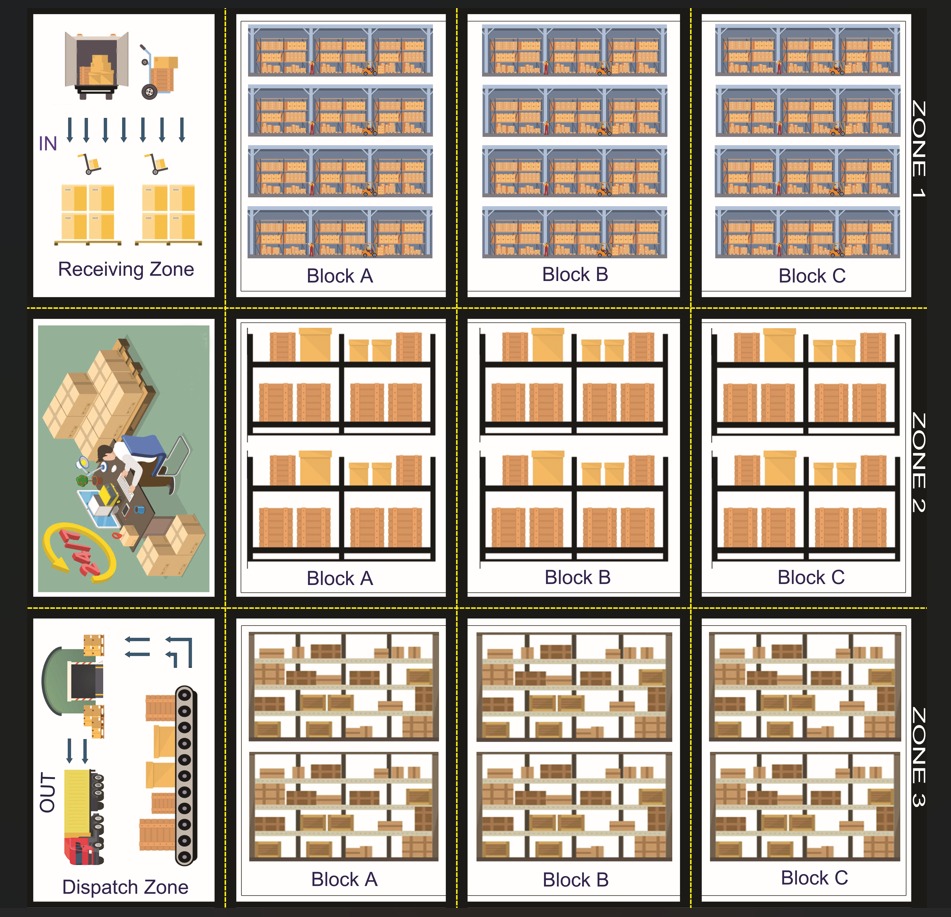 IN
Receiving Zone
Block A
Block B
Block C
ZONE 1
Block A
Block B
Block C
ZONE 2
OUT
Dispatch Zone
Block A
Block B
Block C
ZONE 3